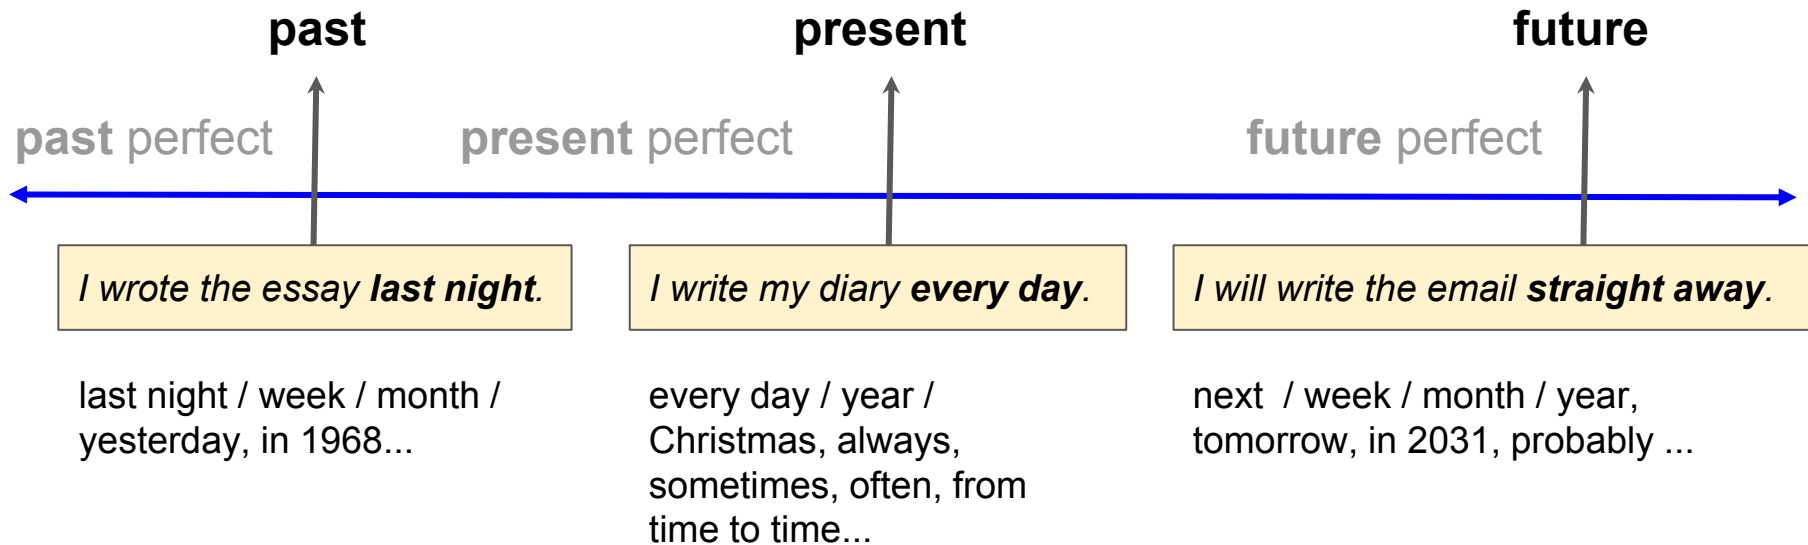 past present future
past perfect present perfect future perfect
I wrote the essay last night. I write my diary every day. I will write the email straight away.
last night / week / month /
yesterday, in 1968...
every day / year /
Christmas, always,
sometimes, often, from
time to time...
next / week / month / year,
tomorrow, in 2031, probably ...